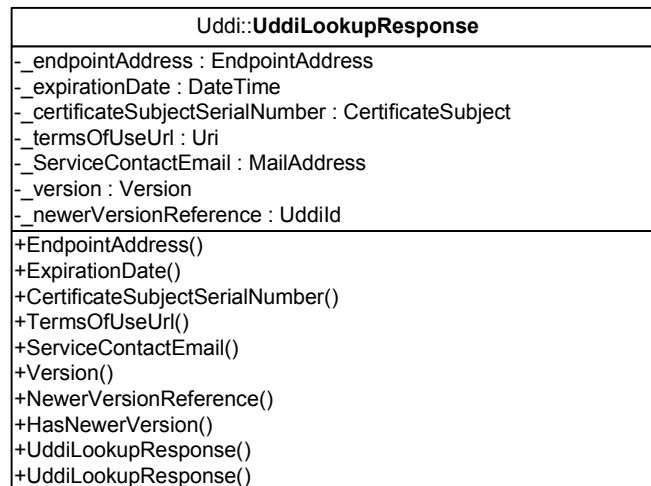 Uddi::UddiLookupResponse
-_endpointAddress : EndpointAddress
-_expirationDate : DateTime
-_certificateSubjectSerialNumber : CertificateSubject
-_termsOfUseUrl : Uri
-_ServiceContactEmail : MailAddress
-_version : Version
-_newerVersionReference : UddiId
+EndpointAddress()
+ExpirationDate()
+CertificateSubjectSerialNumber()
+TermsOfUseUrl()
+ServiceContactEmail()
+Version()
+NewerVersionReference()
+HasNewerVersion()
+UddiLookupResponse()
+UddiLookupResponse()